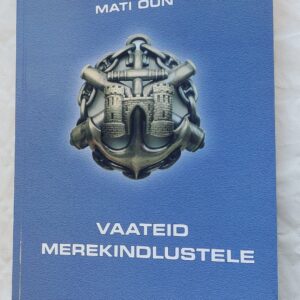 MATI ÕUN
VAATEID
MEREKINDLUSTELE